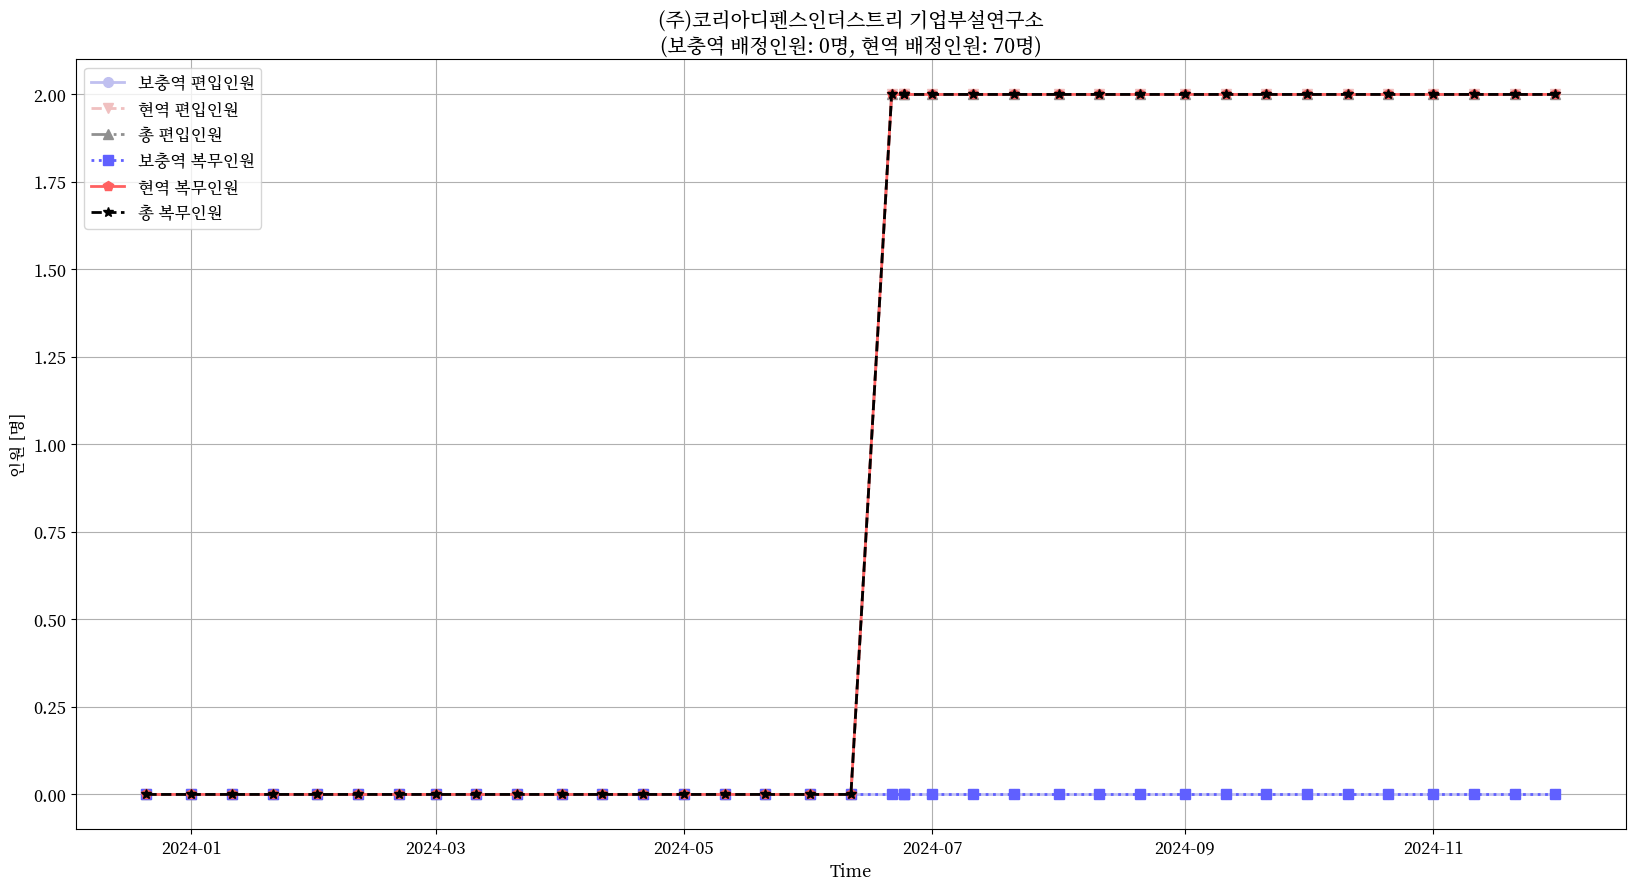 (주)코리아디펜스인더스트리 기업부설연구소
(보충역 배정인원: 0명, 현역 배정인원: 70명)
보충역 편입인원
현역 편입인원
총 편입인원
보충역 복무인원
현역 복무인원
총 복무인원
2.00
1.75
1.50
1.25
1.00
0.75
0.50
0.25
0.00
인원 [명]
2024-01 2024-03 2024-05 2024-07 2024-09 2024-11
Time